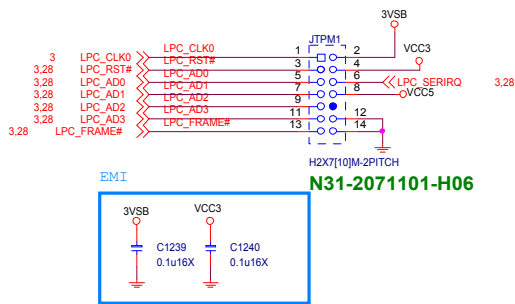 3VSB
JTPM1
VCC3
3 LPC_CLK0 LPC_CLK0 1 2
3,28 LPC_RST# LPC_RST# 3 4
3,28 LPC_AD0 LPC_AD0 5 6 LPC_SERIRQ 3,28
3,28 LPC_AD1 LPC_AD1 7 8 VCC5
3,28 LPC_AD2 LPC_AD2 9
3,28 LPC_AD3 LPC_AD3 11 12
3,28 LPC_FRAME# LPC_FRAME# 13 14
H2X7[10]M-2PITCH
N31-2071101-H06
EMI
3VSB VCC3
C1239 C1240
0.1u16X 0.1u16X